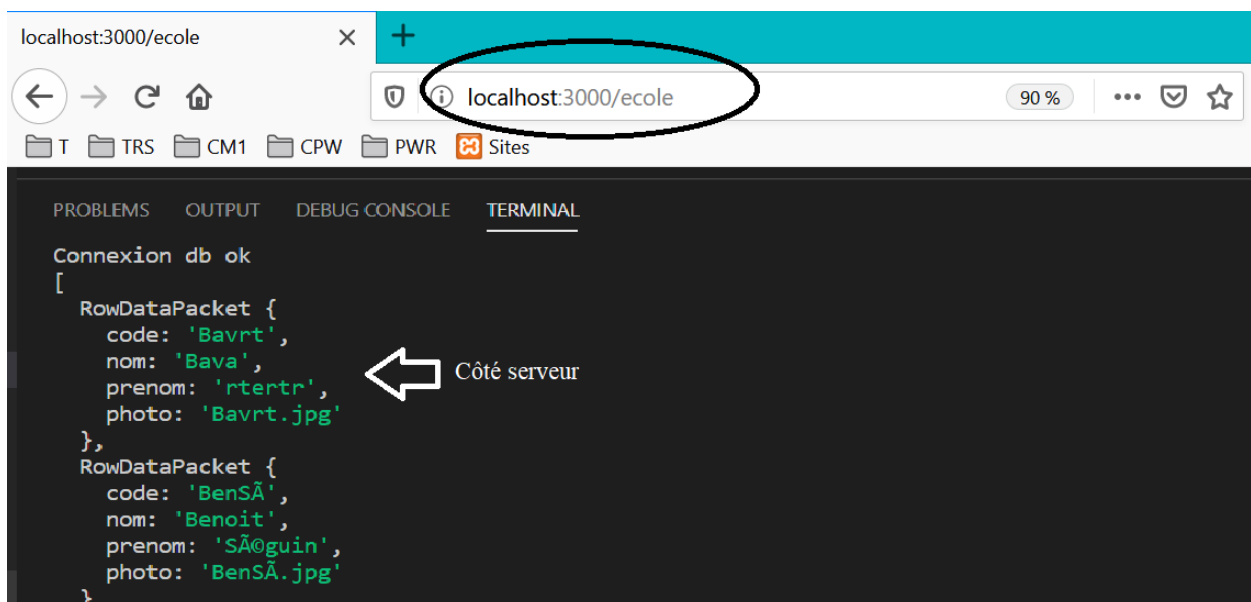 localhost:3000/ecole
localhost:3000/ecole 90 %
T TRS CM1 CPW PWR Sites
PROBLEMS OUTPUT DEBUG CONSOLE TERMINAL
Connexion db ok
[
RowDataPacket {
code: 'Bavrt',
nom: 'Bava',
prenom: 'rtertr',
photo: 'Bavrt.jpg'
Côté serveur
},
RowDataPacket {
code: 'BenSÃ',
nom: 'Benoit',
prenom: 'SÃ©guin',
photo: 'BenSÃ.jpg'
}